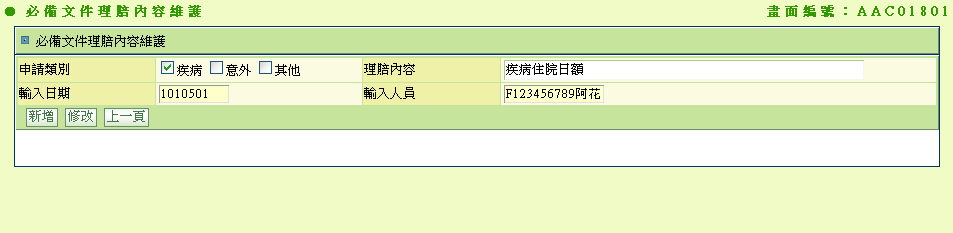 ● 必備文件理賠內容維護 畫面編號：AAC01801
必備文件理賠內容維護
申請類別 疾病 意外 其他 理賠內容 疾病住院日額
輸入日期 1010501 輸入人員 F123456789阿花
新增 修改 上一頁